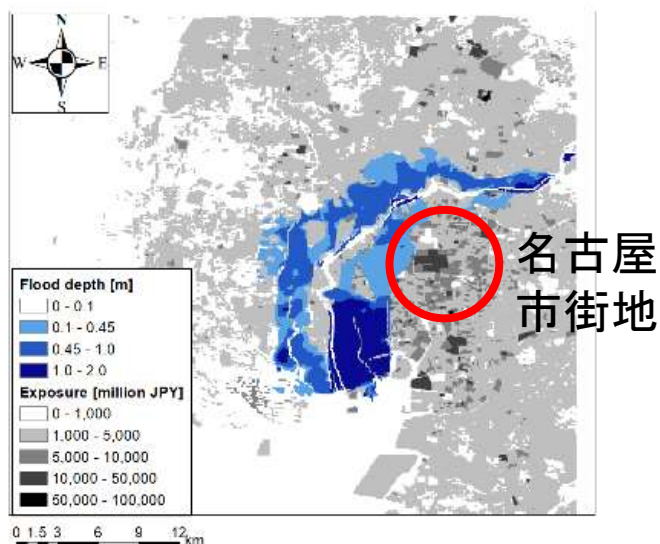 N
W
E
S
名古屋
市街地
Flood depth [m]
0 - 0.1
0.1 - 0.45
0.45 - 1.0
1.0 - 2.0
Exposure [million JPY]
0 - 1,000
1,000 - 5,000
5,000 - 10,000
10,000 - 50,000
50,000 - 100,000
0 1.5 3 6 9 12
km